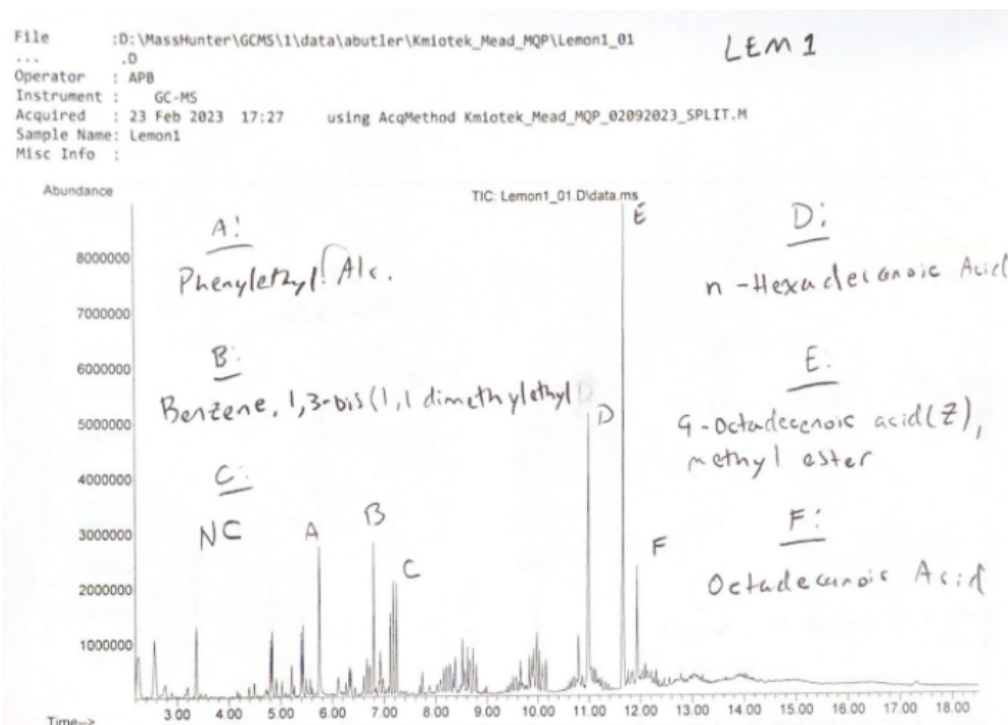 File :D:\MassHunter\GCMS\1\data\abutler\Kmiotek_Mead_MQP\Lemon1_01
... .D
Operator : APB
Instrument : GC-MS
Acquired : 23 Feb 2023 17:27 using AcqMethod Kmiotek_Mead_MQP_02092023_SPLIT.M
Sample Name: Lemon1
Misc Info :
LEM 1
Abundance
TIC: Lemon1_01.D\data.ms
8000000
7000000
6000000
5000000
4000000
3000000
2000000
1000000
A:
Phenylethyl Alc.
B:
Benzene, 1,3-bis(1,1 dimethylethyl)
C:
NC
A
B
C
D
E
F
D:
n-Hexadecanoic Acid
E:
9-Octadecenoic acid(Z),
methyl ester
F:
Octadecanoic Acid
3.00 4.00 5.00 6.00 7.00 8.00 9.00 10.00 11.00 12.00 13.00 14.00 15.00 16.00 17.00 18.00
Time-->